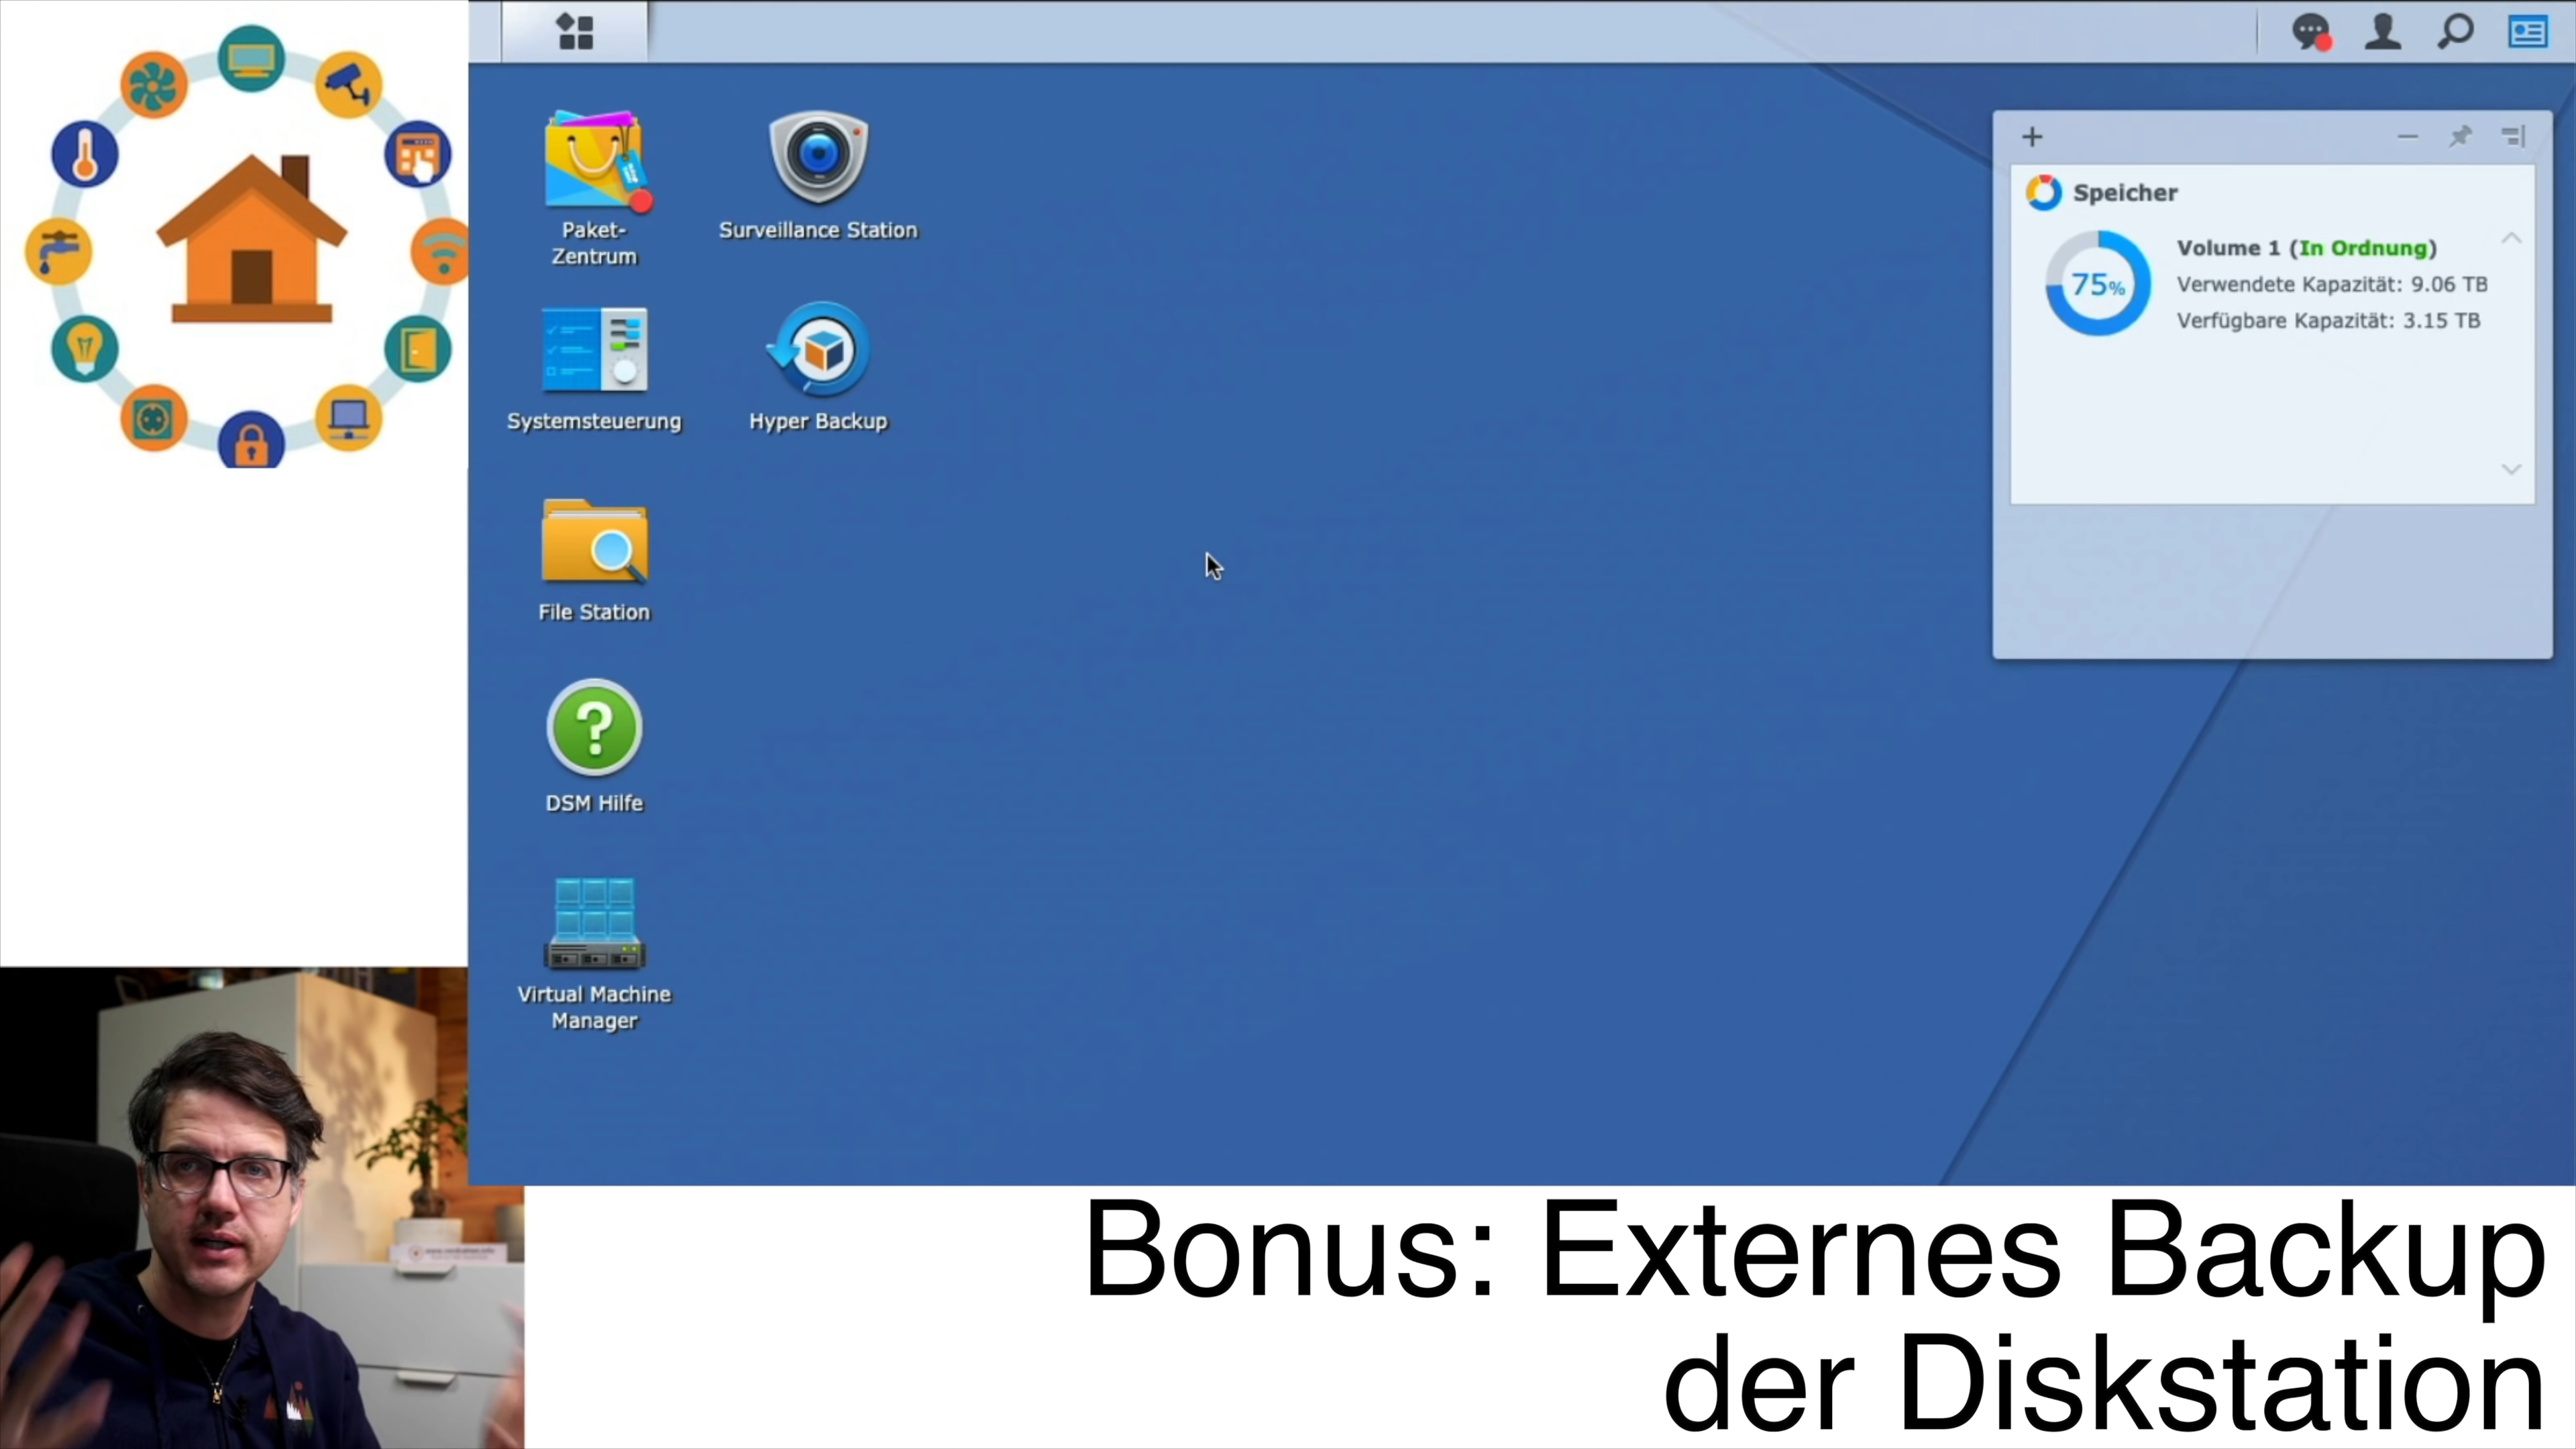 Paket-
Zentrum
Surveillance Station
Systemsteuerung
Hyper Backup
File Station
DSM Hilfe
Virtual Machine
Manager
Speicher
75%
Volume 1 (In Ordnung)
Verwendete Kapazität: 9.06 TB
Verfügbare Kapazität: 3.15 TB
Bonus: Externes Backup
der Diskstation